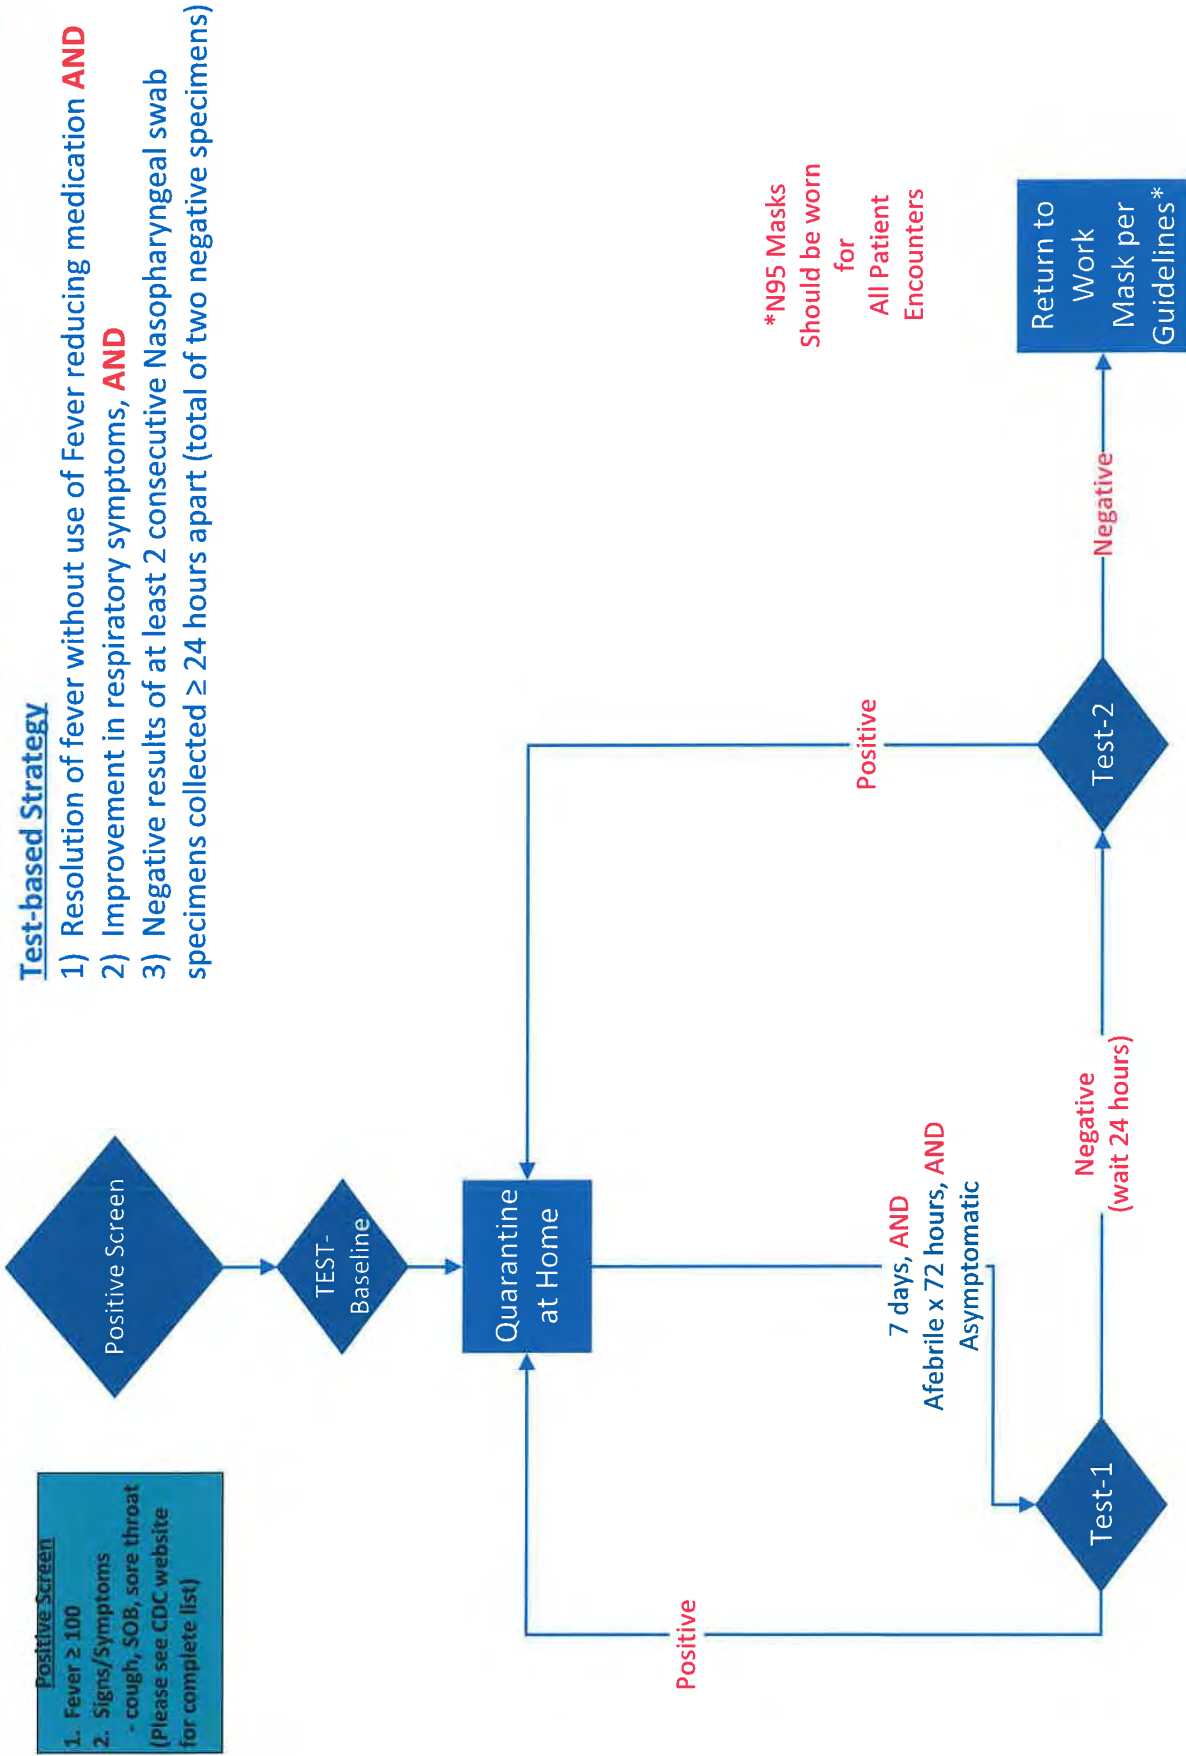 Positive Screen
1. Fever ≥ 100
2. Signs/Symptoms
- cough, SOB, sore throat
(Please see CDC website
for complete list)
Test-based Strategy
1) Resolution of fever without use of Fever reducing medication AND
2) Improvement in respiratory symptoms, AND
3) Negative results of at least 2 consecutive Nasopharyngeal swab
specimens collected ≥ 24 hours apart (total of two negative specimens)
Positive Screen
TEST-
Baseline
Quarantine
at Home
Positive
7 days, AND
Afebrile x 72 hours, AND
Asymptomatic
Positive
*N95 Masks
Should be worn
for
All Patient
Encounters
Test-1
Negative
(wait 24 hours)
Test-2
Negative
Return to
Work
Mask per
Guidelines*